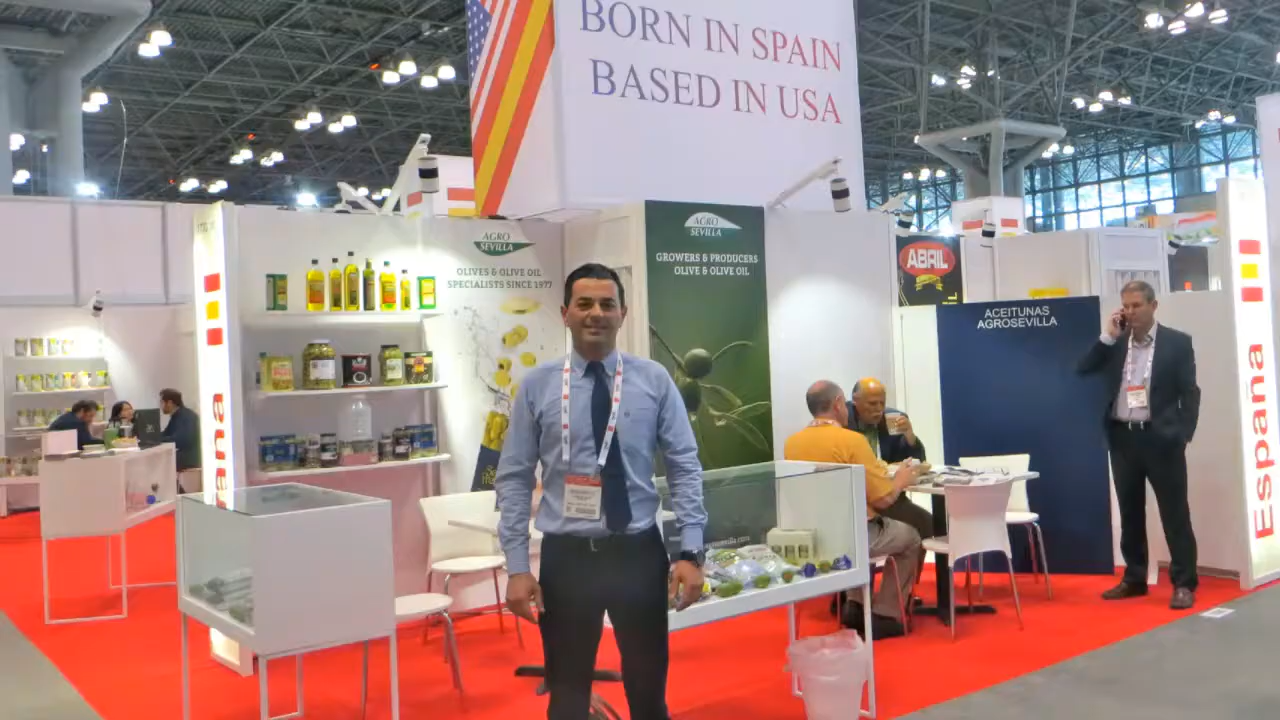 BORN IN SPAIN
BASED IN USA
AGRO
SEVILLA
OLIVES & OLIVE OIL
SPECIALISTS SINCE 1977
AGRO
SEVILLA
GROWERS & PRODUCERS
OLIVE & OLIVE OIL
ABRIL
ACEITUNAS
AGROSEVILLA
España